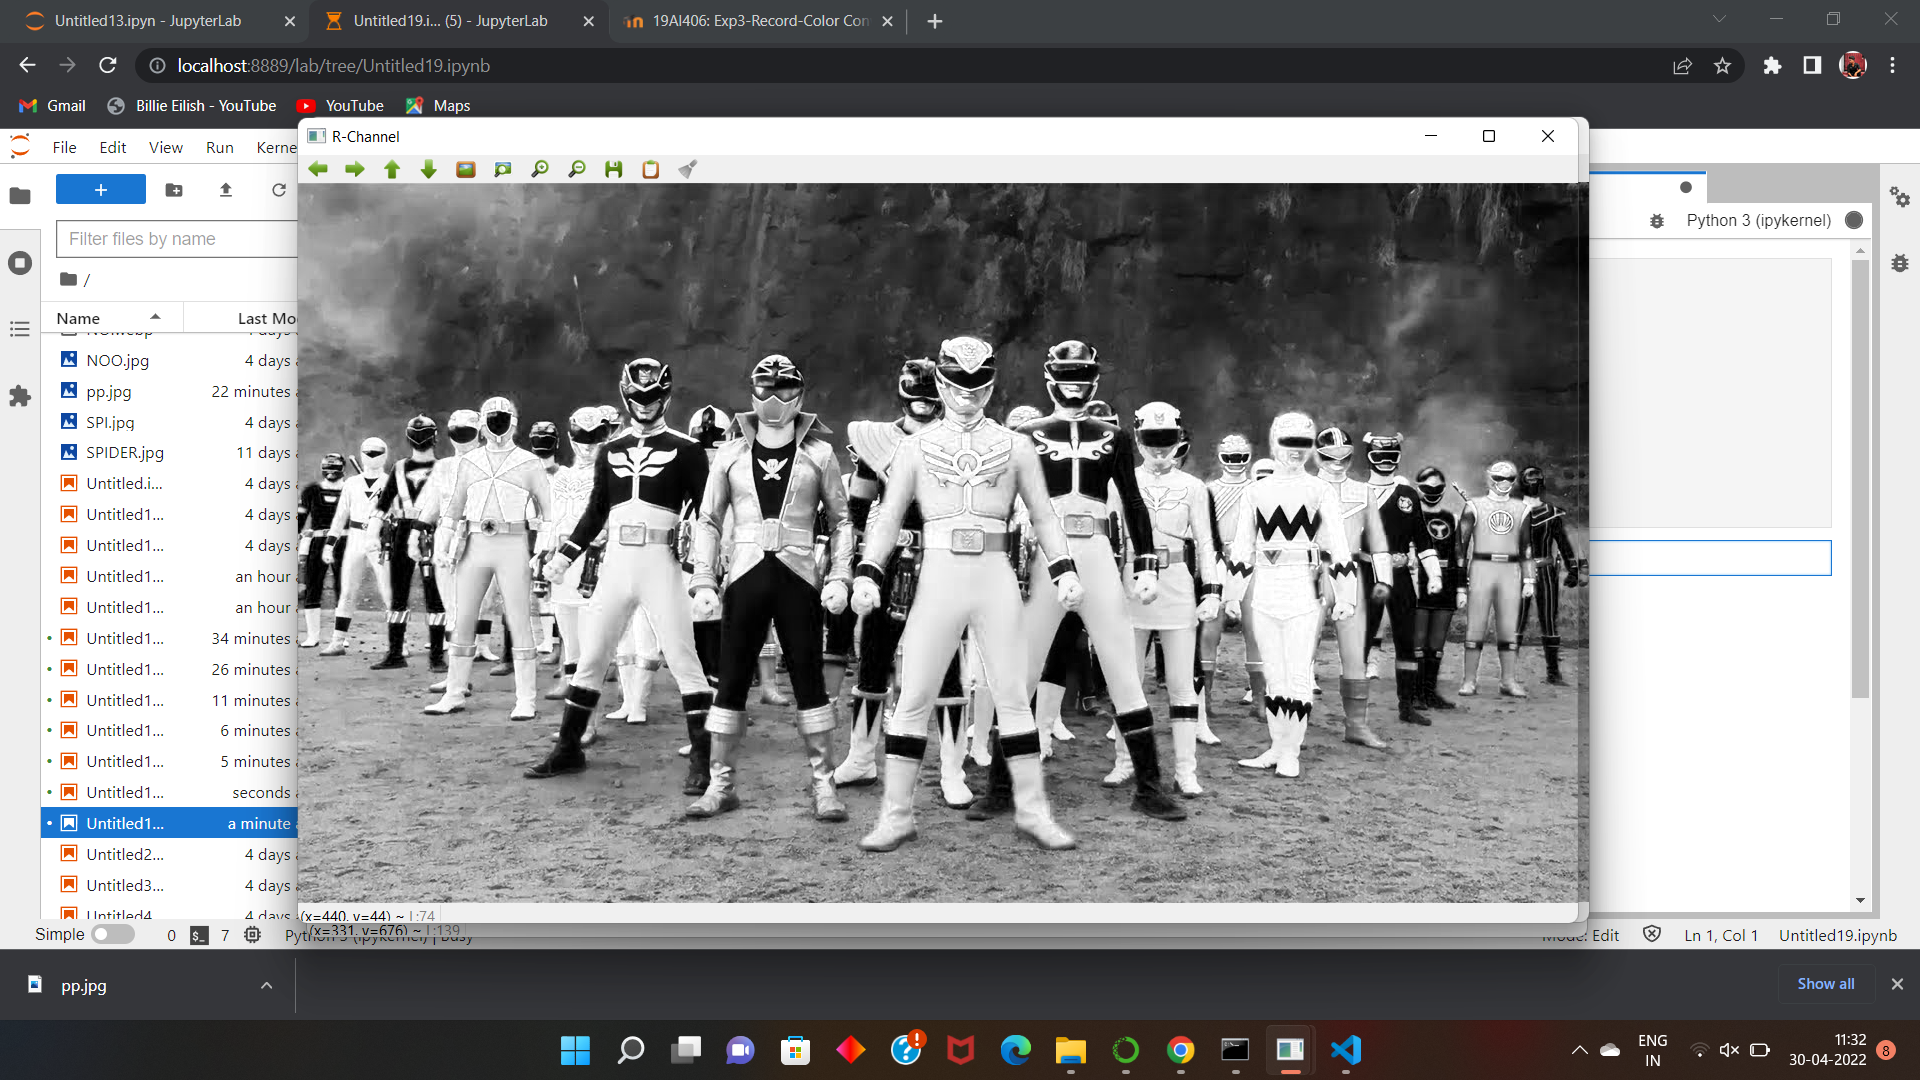 Untitled13.ipyn - JupyterLab
Untitled19.i... (5) - JupyterLab
19AI406: Exp3-Record-Color Con
localhost:8889/lab/tree/Untitled19.ipynb
Gmail
Billie Eilish - YouTube
YouTube
Maps
R-Channel
File
Edit
View
Run
Kerne
Filter files by name
Python 3 (ipykernel)
/
Name
Last Mo
NOO.jpg 4 days a
pp.jpg 22 minutes a
SPI.jpg 4 days a
SPIDER.jpg 11 days a
Untitled.i... 4 days a
Untitled1... 4 days a
Untitled1... 4 days a
Untitled1... an hour a
Untitled1... an hour a
Untitled1... 34 minutes a
Untitled1... 26 minutes a
Untitled1... 11 minutes a
Untitled1... 6 minutes a
Untitled1... 5 minutes a
Untitled1... seconds a
Untitled1... a minute a
Untitled2... 4 days a
Untitled3... 4 days a
Untitled4 4 days a
(x=440, y=44) ~ L:74
(x=331, y=676) ~ L:139
Simple
0
7
Python 3 (ipykernel) | Busy
Mode: Edit
Ln 1, Col 1
Untitled19.ipynb
pp.jpg
Show all
ENG
IN
11:32
30-04-2022
8